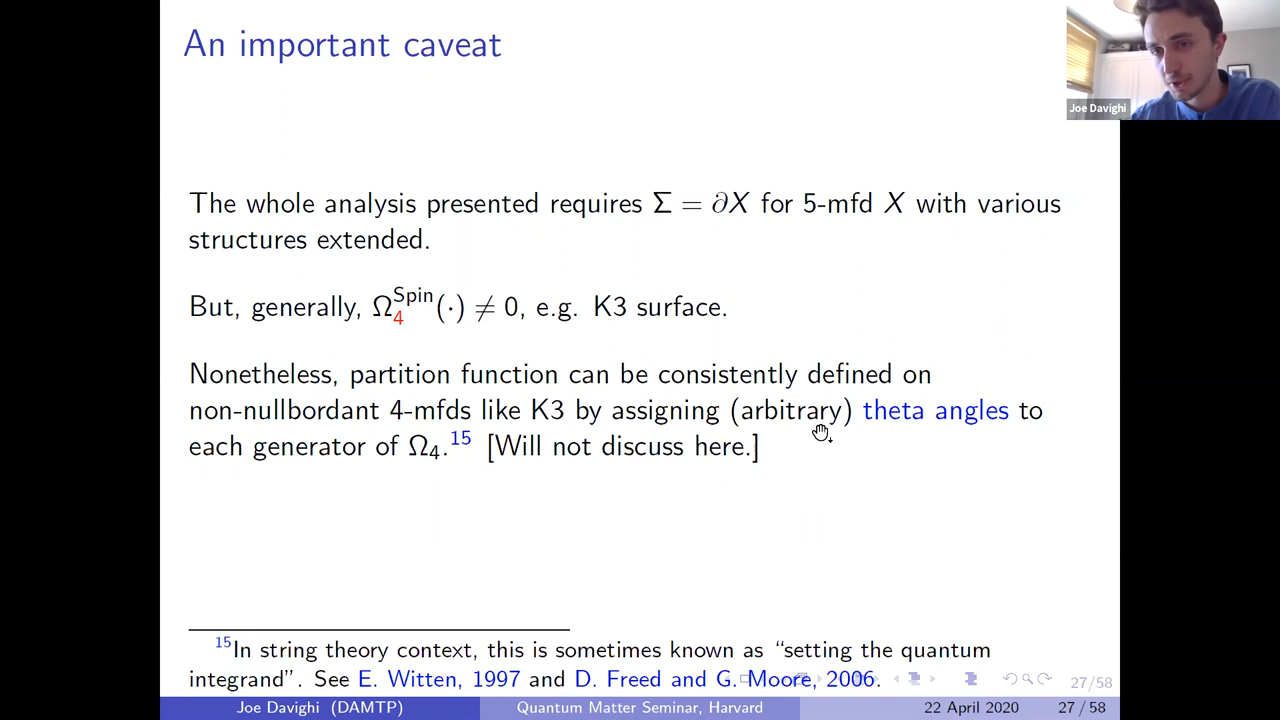 An important caveat
Joe Davighi
The whole analysis presented requires Σ = ∂X for 5-mfd X with various
structures extended.
But, generally, Ω₄^Spin(·) ≠ 0, e.g. K3 surface.
Nonetheless, partition function can be consistently defined on
non-nullbordant 4-mfds like K3 by assigning (arbitrary) theta angles to
each generator of Ω₄.¹⁵ [Will not discuss here.]
¹⁵In string theory context, this is sometimes known as “setting the quantum
integrand”. See E. Witten, 1997 and D. Freed and G. Moore, 2006.
27/58
Joe Davighi (DAMTP)
Quantum Matter Seminar, Harvard
22 April 2020
27 / 58